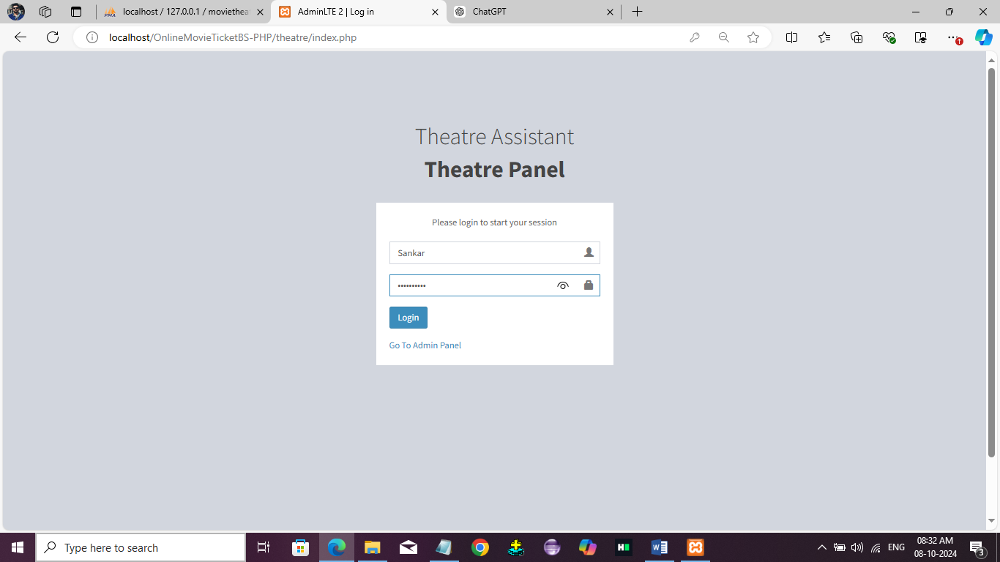 localhost / 127.0.0.1 / movietheat
AdminLTE 2 | Log in
ChatGPT
localhost/OnlineMovieTicketBS-PHP/theatre/index.php
Theatre Assistant
Theatre Panel
Please login to start your session
Sankar
••••••••••
Login
Go To Admin Panel
Type here to search
ENG
08:32 AM
08-10-2024
3